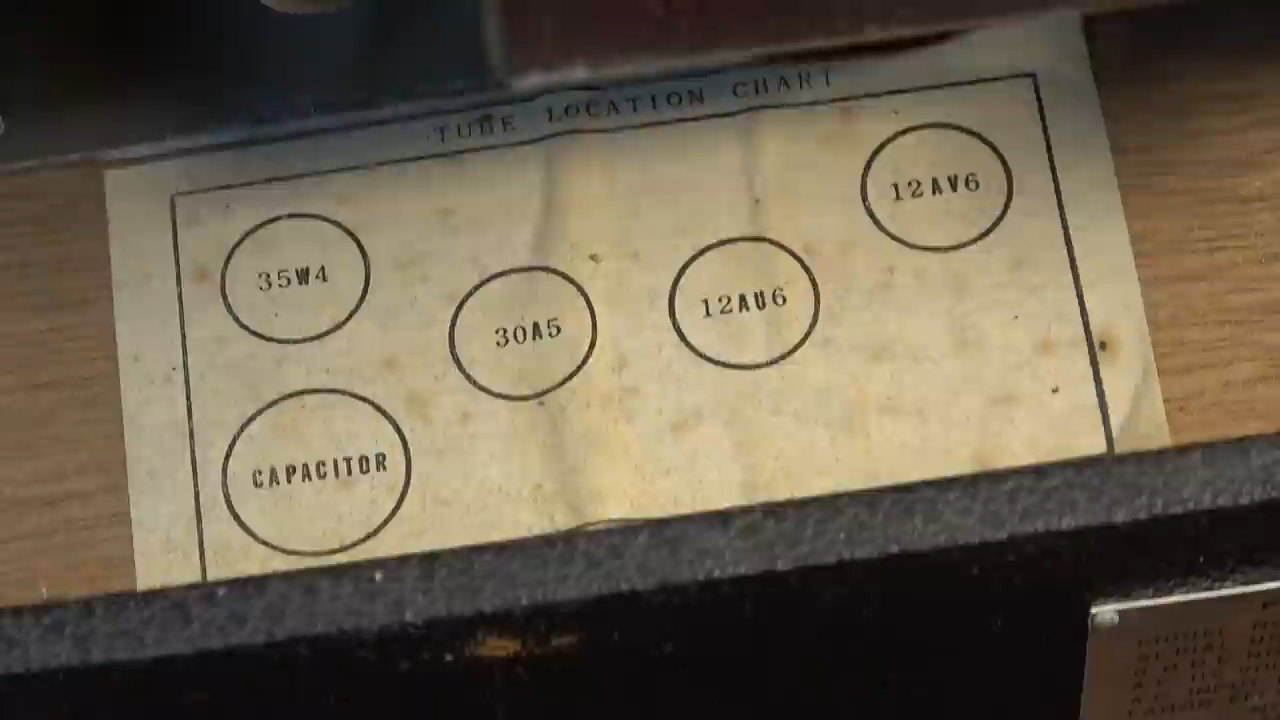 TUBE LOCATION CHART
12AV6
35W4
30A5
12AU6
CAPACITOR